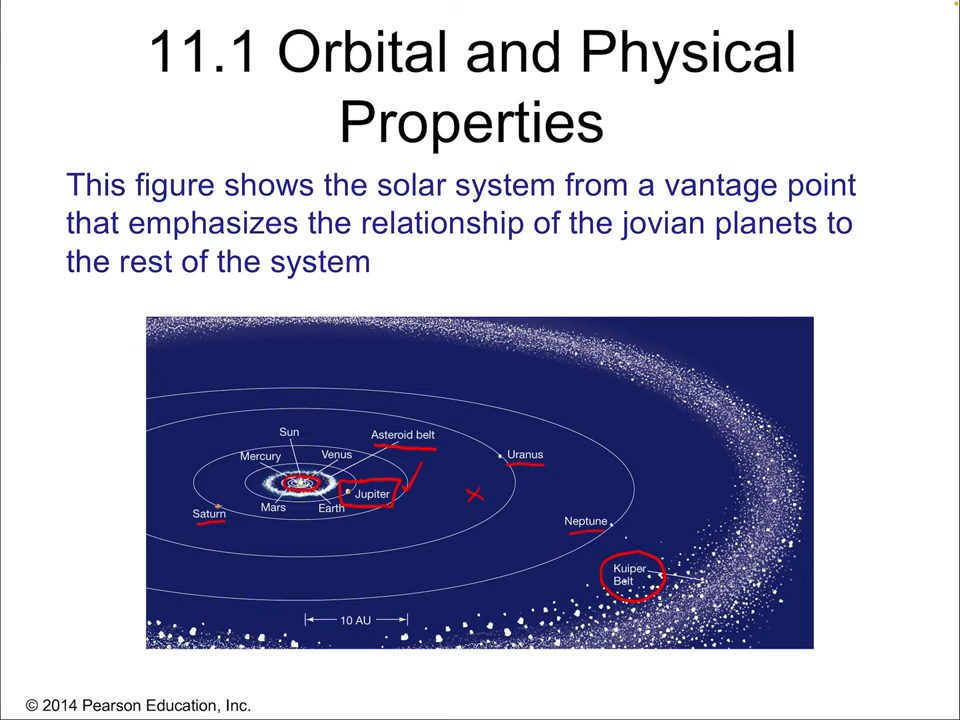 11.1 Orbital and Physical
Properties
This figure shows the solar system from a vantage point
that emphasizes the relationship of the jovian planets to
the rest of the system
Sun
Asteroid belt
Mercury
Venus
Uranus
Jupiter
Mars
Earth
Saturn
Neptune
Kuiper
Belt
10 AU
© 2014 Pearson Education, Inc.